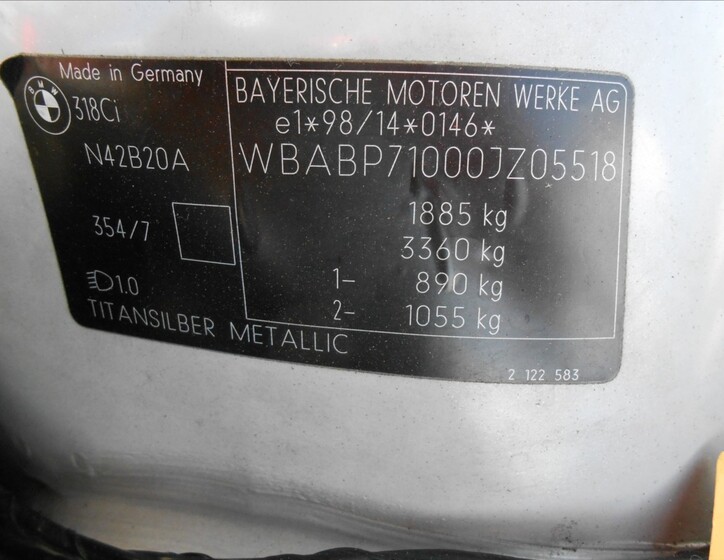 Made in Germany
BMW
318Ci
N42B20A
354/7
1.0
TITANSILBER METALLIC
BAYERISCHE MOTOREN WERKE AG
e1*98/14*0146*
WBABP71000JZ05518
1885 kg
3360 kg
1- 890 kg
2- 1055 kg
2 122 583